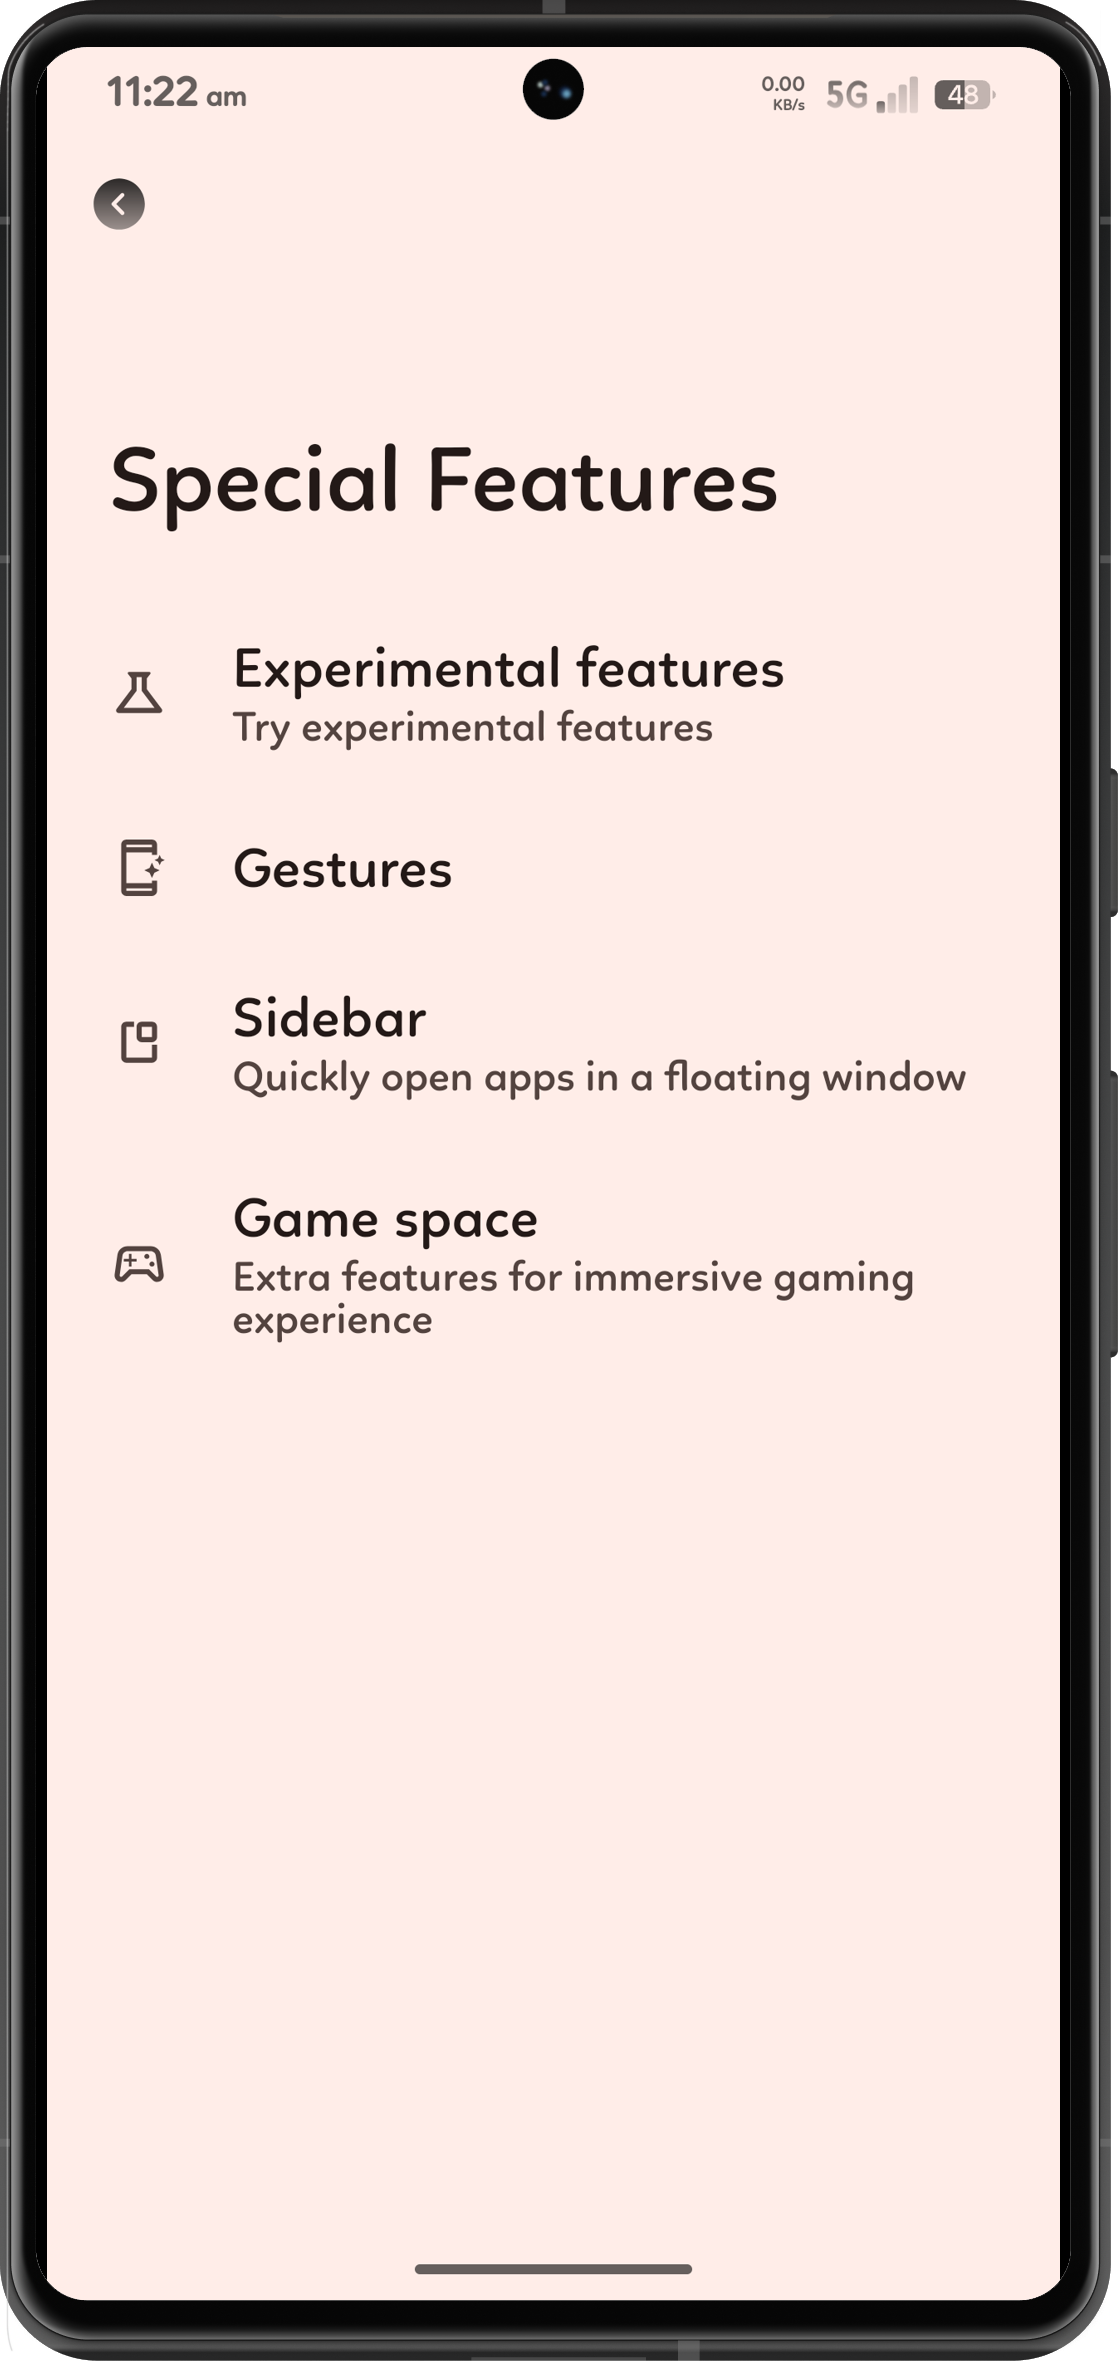 11:22 am
0.00
KB/s
5G
48
Special Features
Experimental features
Try experimental features
Gestures
Sidebar
Quickly open apps in a floating window
Game space
Extra features for immersive gaming
experience